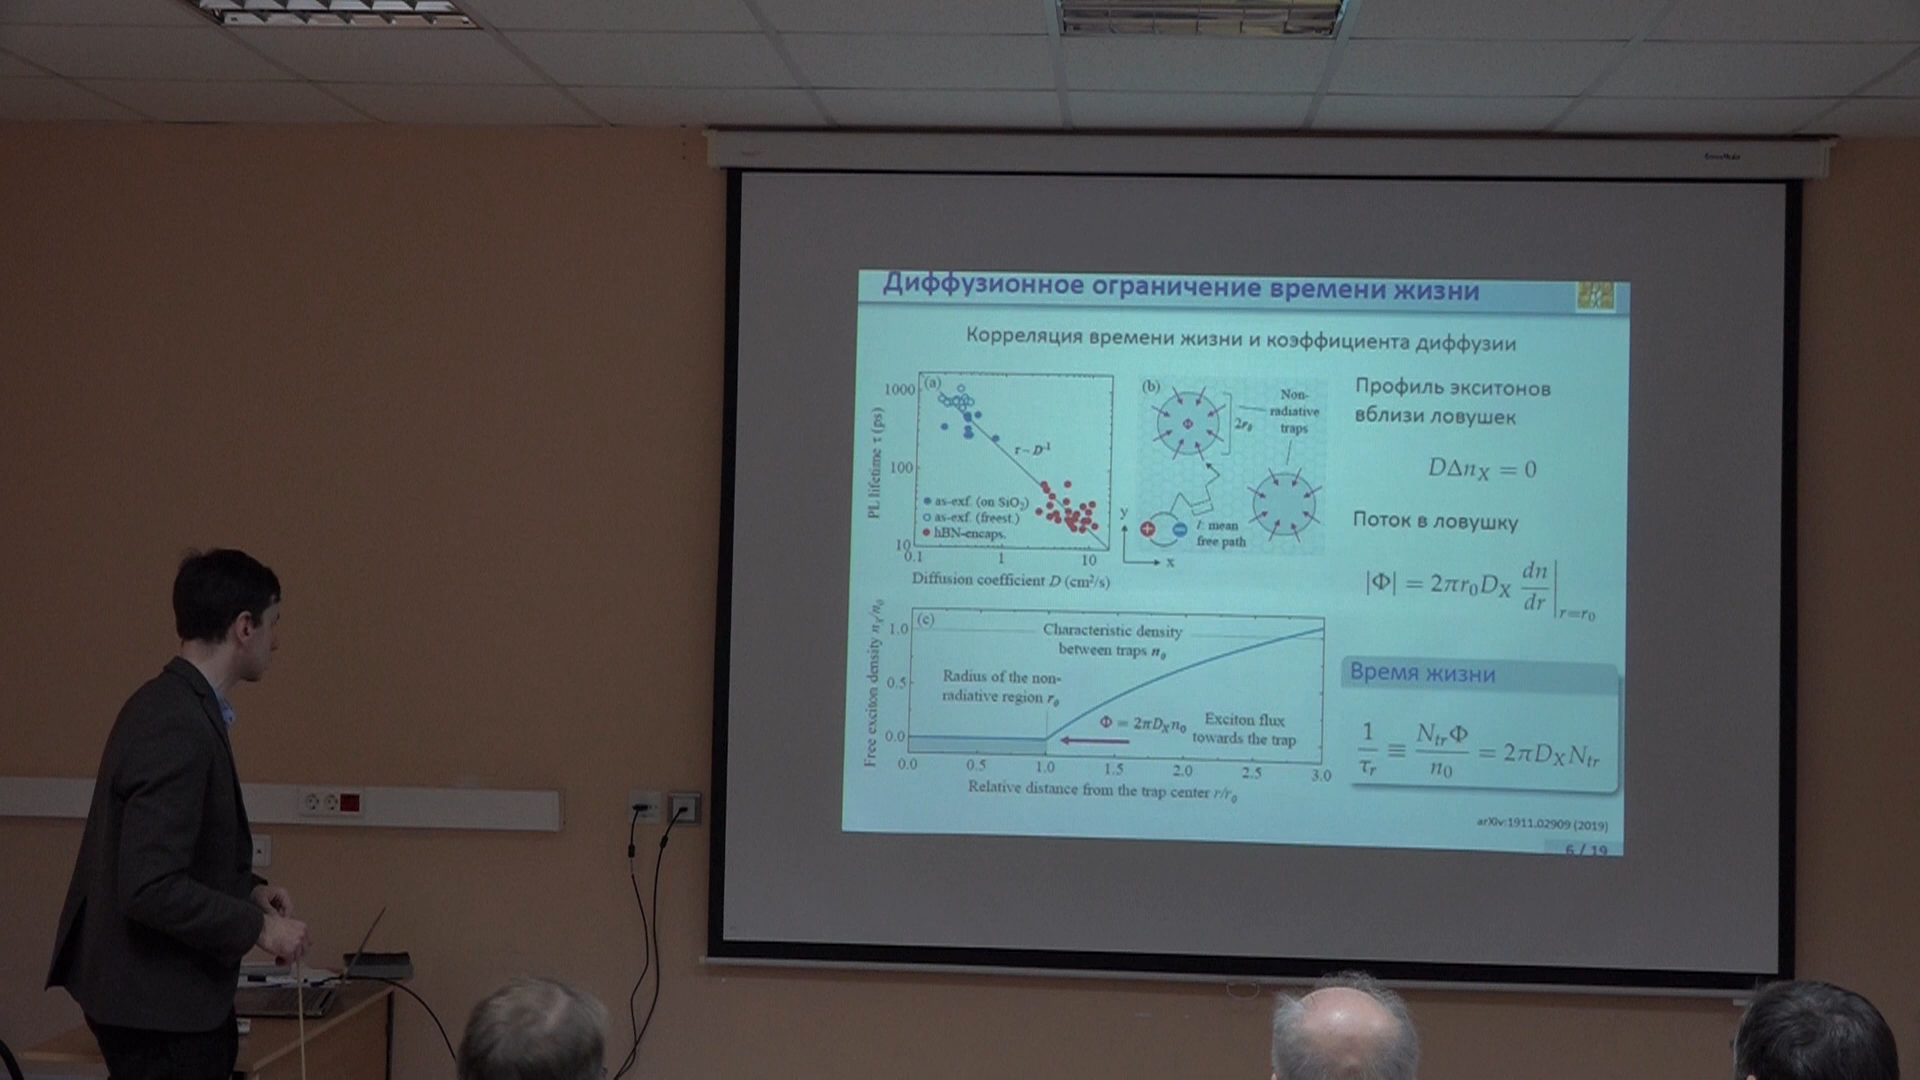 Диффузионное ограничение времени жизни
Корреляция времени жизни и коэффициента диффузии
(a)
1000
100
10
PL lifetime τ (ps)
τ~D⁻¹
as-exf. (on SiO₂)
as-exf. (freest.)
hBN-encaps.
0.1 1 10
Diffusion coefficient D (cm²/s)
(b)
Φ
2r₀
Non-
radiative
traps
y
+ −
l: mean
free path
x
Профиль экситонов
вблизи ловушек
DΔn_X = 0
Поток в ловушку
|Φ| = 2πr₀D_X dn/dr |_{r=r₀}
(c)
Free exciton density n_X/n₀
1.0
0.5
0.0
Characteristic density
between traps n₀
Radius of the non-
radiative region r₀
Φ = 2πD_Xn₀
Exciton flux
towards the trap
0.0 0.5 1.0 1.5 2.0 2.5 3.0
Relative distance from the trap center r/r₀
Время жизни
1/τ_r ≡ N_trΦ/n₀ = 2πD_XN_tr
arXiv:1911.02909 (2019)
6 / 19